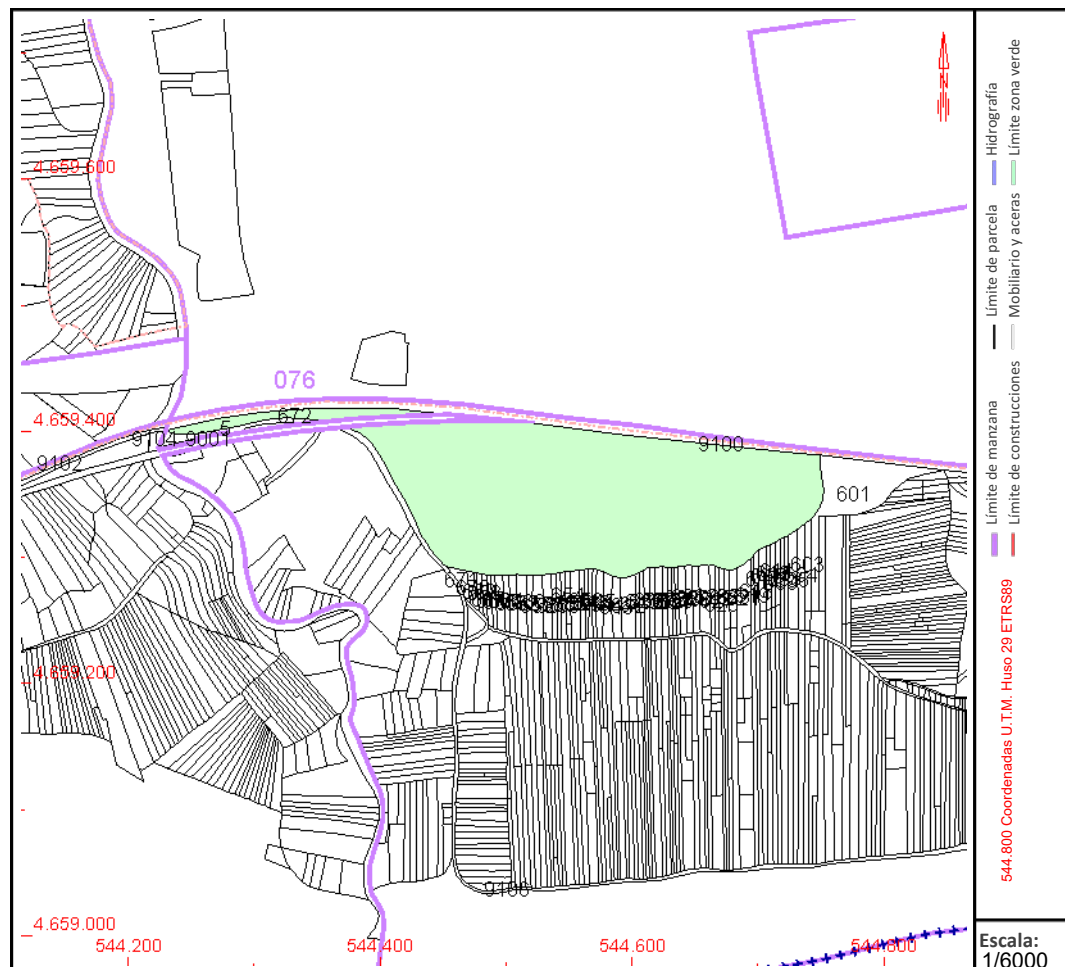 4.659.600
076
4.659.400
672
5
9104 9001
9102
9100
601
4.659.200
9106
4.659.000
544.200
544.400
544.600
544.800
N
Hidrografía
Límite zona verde
Límite de parcela
Mobiliario y aceras
Límite de manzana
Límite de construcciones
544.800 Coordenadas U.T.M. Huso 29 ETRS89
Escala:
1/6000